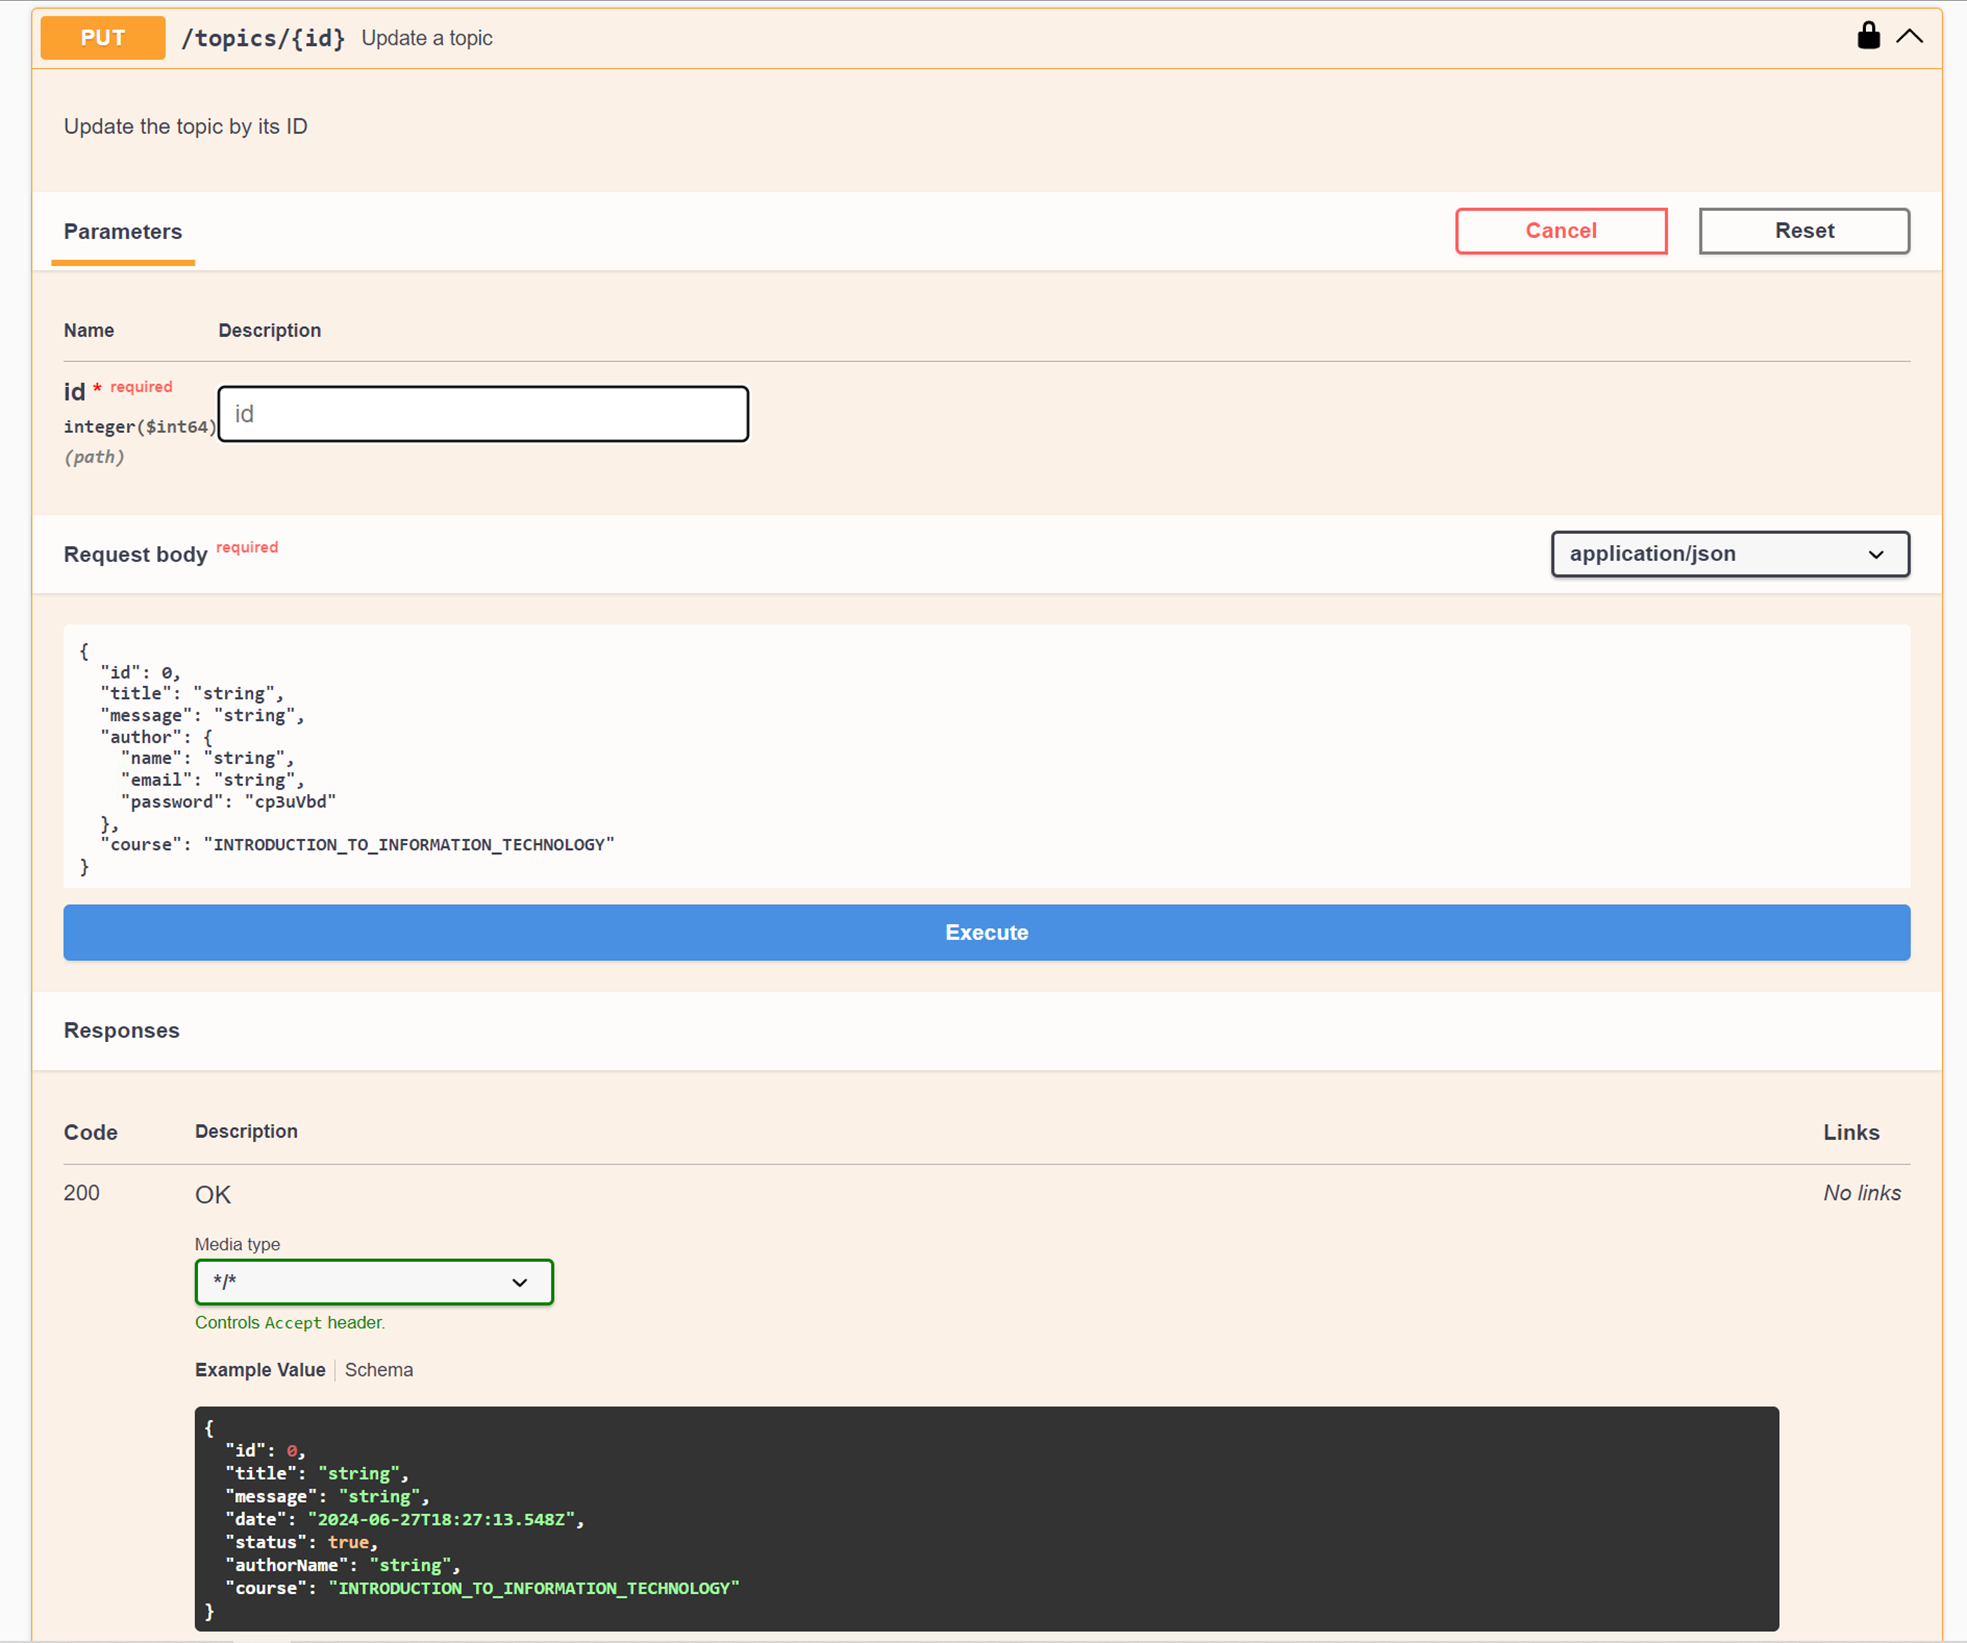 PUT /topics/{id} Update a topic
Update the topic by its ID
Parameters Cancel Reset
Name Description
id * required
integer($int64) id
(path)
Request body required application/json
{
  "id": 0,
  "title": "string",
  "message": "string",
  "author": {
    "name": "string",
    "email": "string",
    "password": "cp3uVbd"
  },
  "course": "INTRODUCTION_TO_INFORMATION_TECHNOLOGY"
}
Execute
Responses
Code Description Links
200 OK No links
Media type
*/*
Controls Accept header.
Example Value Schema
{
  "id": 0,
  "title": "string",
  "message": "string",
  "date": "2024-06-27T18:27:13.548Z",
  "status": true,
  "authorName": "string",
  "course": "INTRODUCTION_TO_INFORMATION_TECHNOLOGY"
}